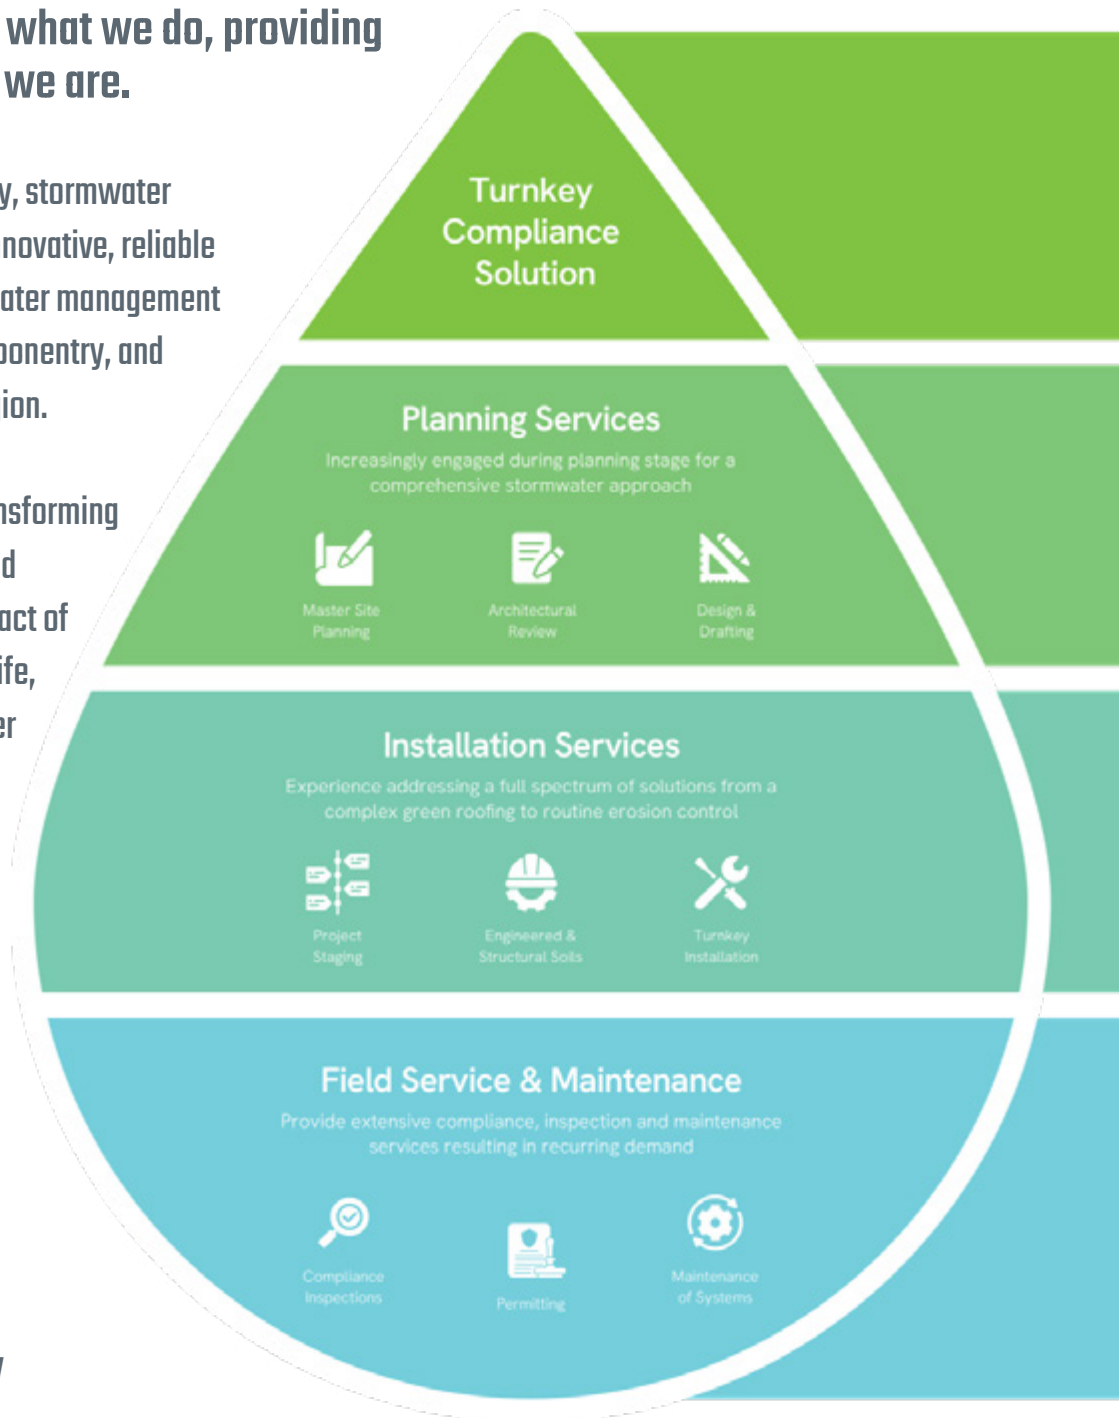 what we do, providing
we are.
y, stormwater
novative, reliable
ater management
ponentry, and
ion.
nsforming
d
act of
ife,
er
Turnkey
Compliance
Solution
Planning Services
Increasingly engaged during planning stage for a
comprehensive stormwater approach
Master Site
Planning
Architectural
Review
Design &
Drafting
Installation Services
Experience addressing a full spectrum of solutions from a
complex green roofing to routine erosion control
Project
Staging
Engineered &
Structural Soils
Turnkey
Installation
Field Service & Maintenance
Provide extensive compliance, inspection and maintenance
services resulting in recurring demand
Compliance
Inspections
Permitting
Maintenance
of Systems